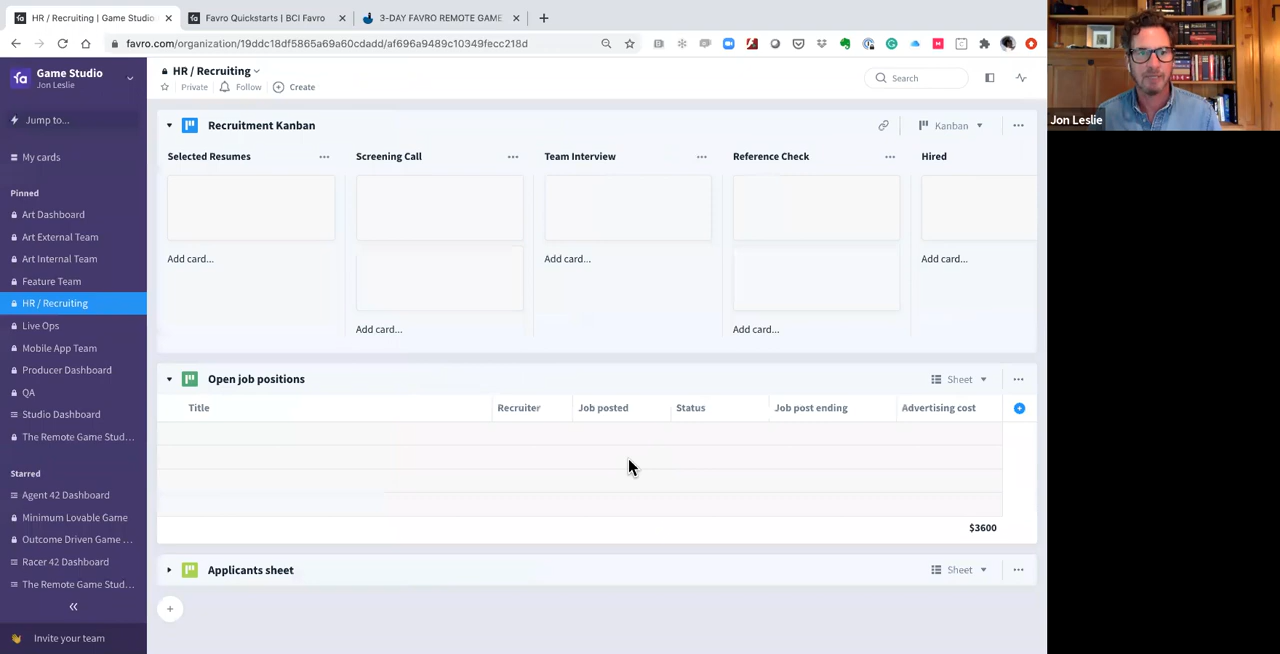 HR / Recruiting | Game Studio
Favro Quickstarts | BCI Favro
3-DAY FAVRO REMOTE GAME
favro.com/organization/19ddc18df5865a69a60cdadd/af696a9489c10349fecc218d
Game Studio
Jon Leslie
Jump to...
My cards
Pinned
Art Dashboard
Art External Team
Art Internal Team
Feature Team
HR / Recruiting
Live Ops
Mobile App Team
Producer Dashboard
QA
Studio Dashboard
The Remote Game Stud...
Starred
Agent 42 Dashboard
Minimum Lovable Game
Outcome Driven Game ...
Racer 42 Dashboard
The Remote Game Stud...
Invite your team
HR / Recruiting
Private Follow Create
Search
Recruitment Kanban
Kanban
Selected Resumes Screening Call Team Interview Reference Check Hired
Add card... Add card... Add card...
Add card... Add card...
Open job positions
Sheet
Title Recruiter Job posted Status Job post ending Advertising cost
$3600
Applicants sheet
Sheet
Jon Leslie